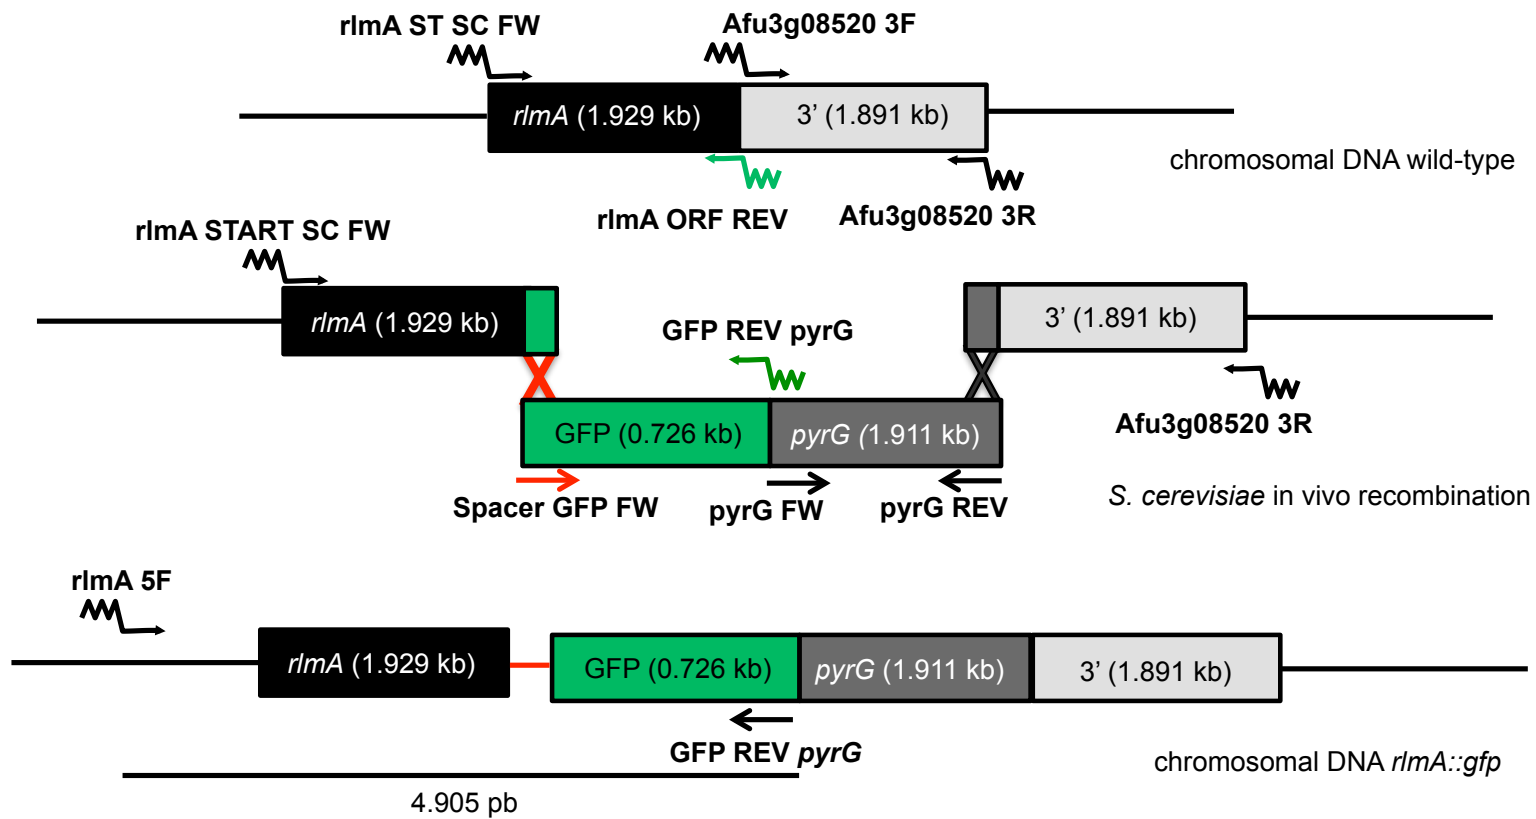 rlmA ST SC FW
Afu3g08520 3F
rlmA (1.929 kb)
3’ (1.891 kb)
chromosomal DNA wild-type
rlmA ORF REV
Afu3g08520 3R
rlmA START SC FW
rlmA (1.929 kb)
GFP REV pyrG
3’ (1.891 kb)
GFP (0.726 kb)
pyrG (1.911 kb)
Afu3g08520 3R
Spacer GFP FW
pyrG FW
pyrG REV
S. cerevisiae in vivo recombination
rlmA 5F
rlmA (1.929 kb)
GFP (0.726 kb)
pyrG (1.911 kb)
3’ (1.891 kb)
GFP REV pyrG
chromosomal DNA rlmA::gfp
4.905 pb